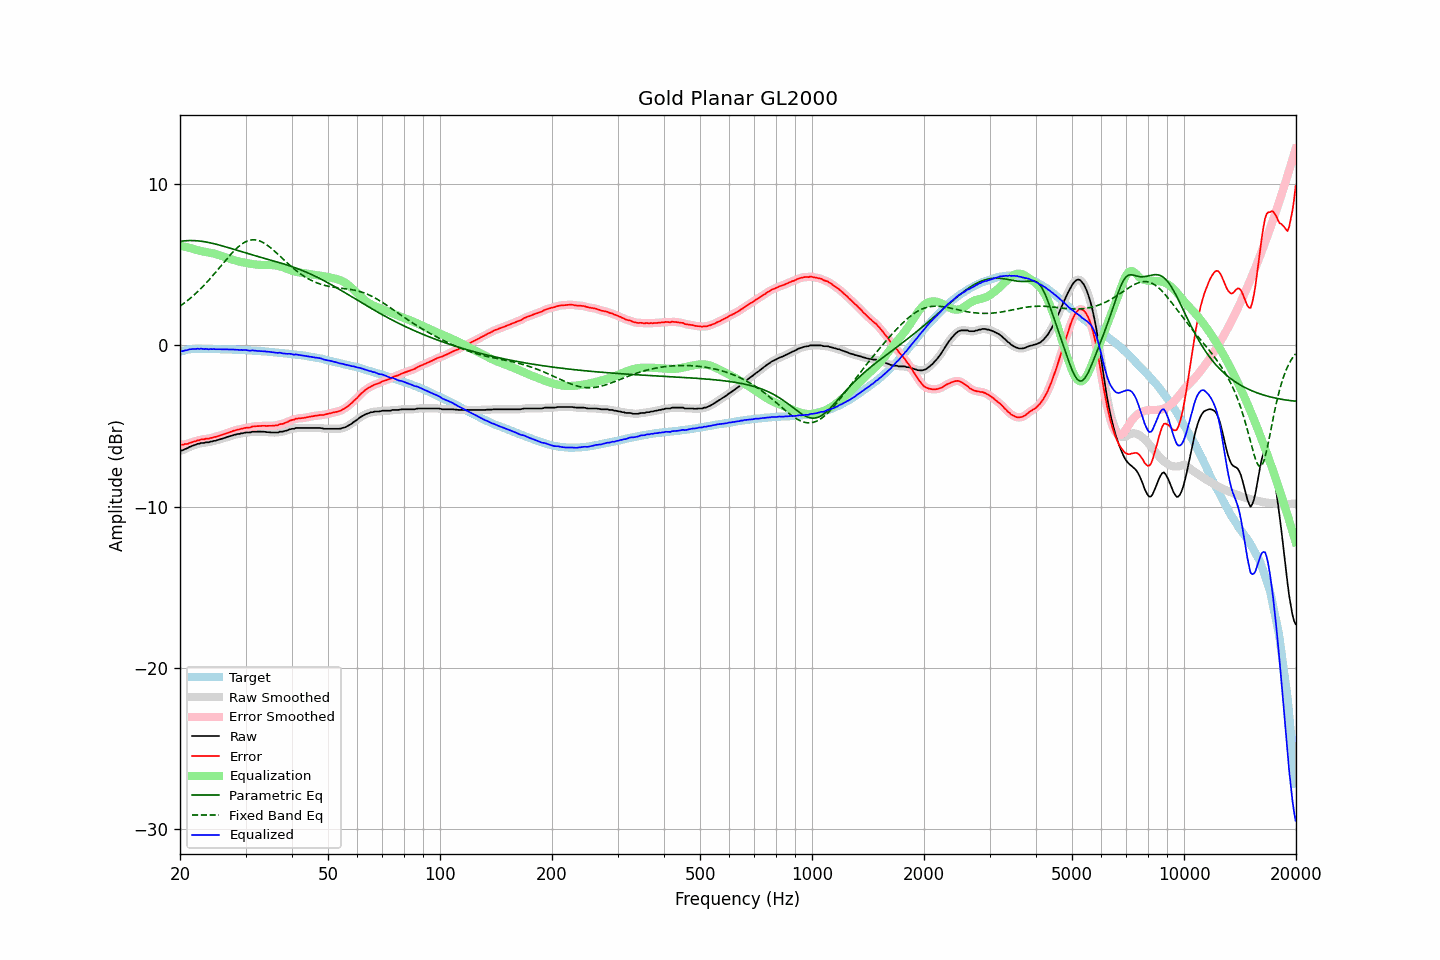 Gold Planar GL2000
Amplitude (dBr)
10
0
−10
−20
−30
Target
Raw Smoothed
Error Smoothed
Raw
Error
Equalization
Parametric Eq
Fixed Band Eq
Equalized
20 50 100 200 500 1000 2000 5000 10000 20000
Frequency (Hz)